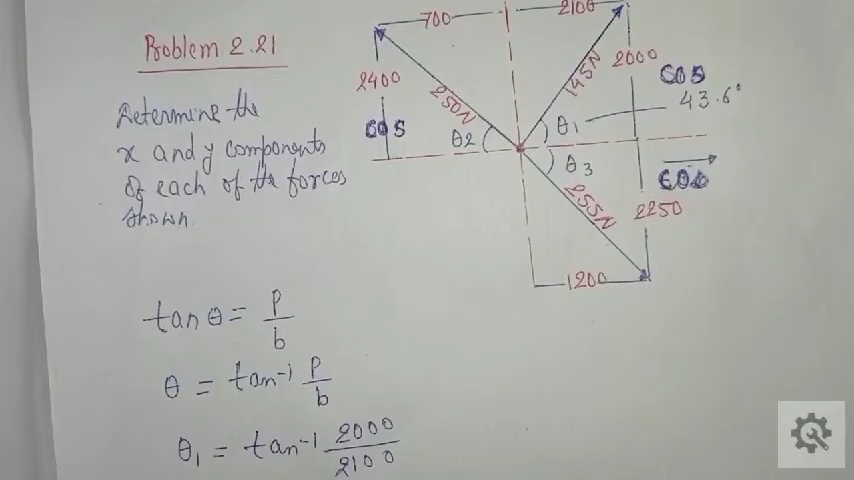 Problem 2.21
Determine the
x and y components
of each of the forces
shown.
700
2100
2400
250N
145N
2000
cos
43.6°
cos
θ2
θ1
θ3
255N
2250
1200
tan θ = p/b
θ = tan⁻¹ p/b
θ₁ = tan⁻¹ 2000/2100